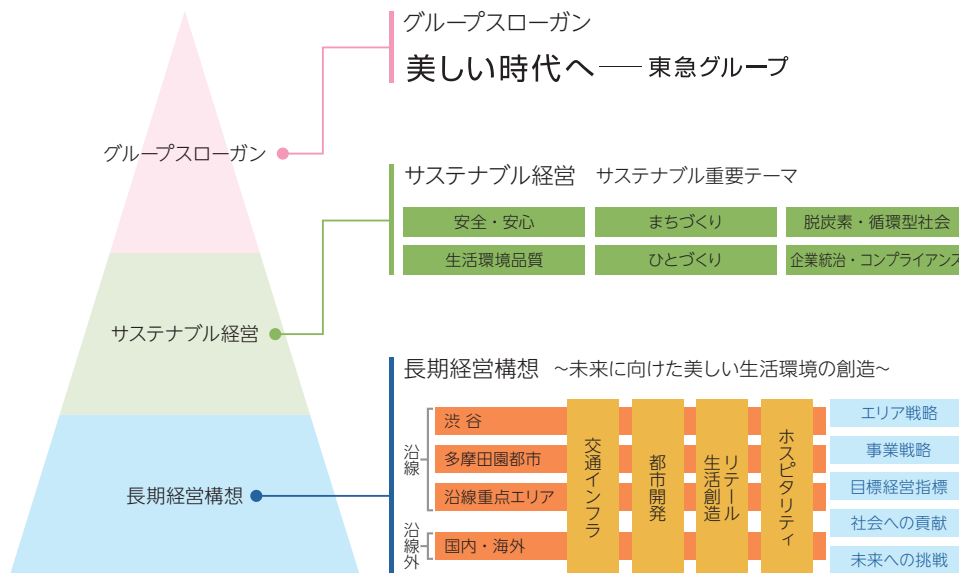 グループスローガン
美しい時代へ──東急グループ
グループスローガン
サステナブル経営 サステナブル重要テーマ
安全・安心 まちづくり 脱炭素・循環型社会
生活環境品質 ひとづくり 企業統治・コンプライアンス
サステナブル経営
長期経営構想 ~未来に向けた美しい生活環境の創造~
長期経営構想
沿線
渋谷
多摩田園都市
沿線重点エリア
沿線外
国内・海外
交通インフラ
都市開発
リテール
生活創造
ホスピタリティ
エリア戦略
事業戦略
目標経営指標
社会への貢献
未来への挑戦